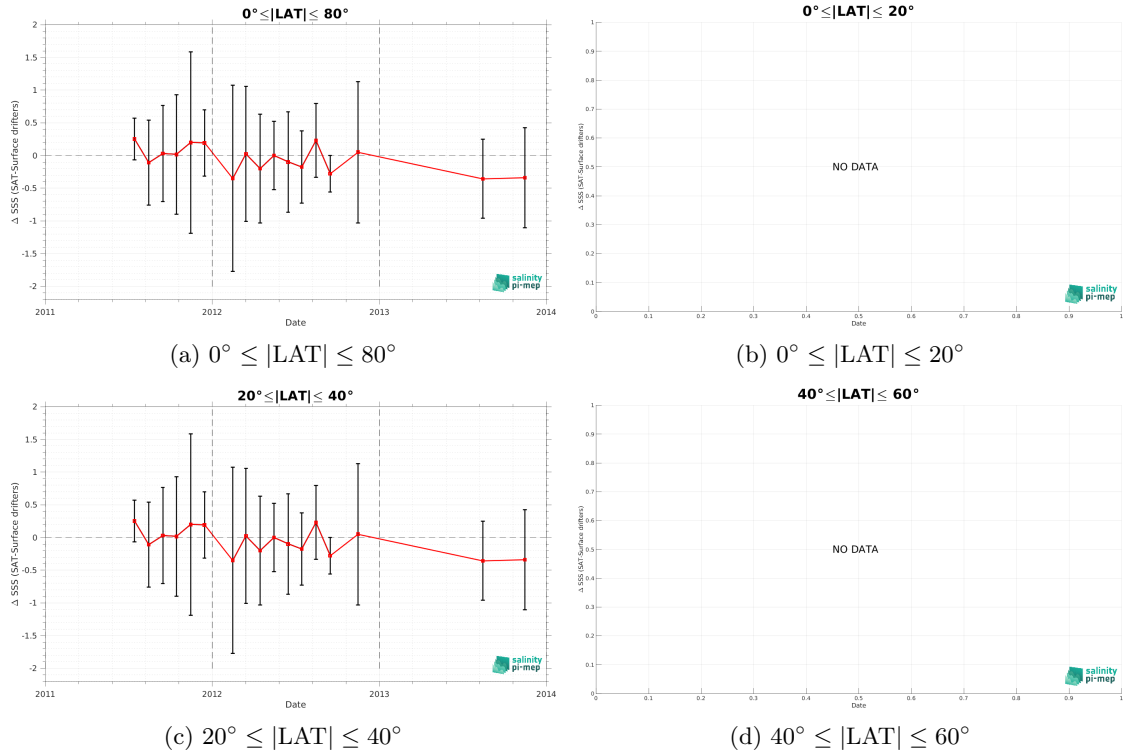 0°≤|LAT|≤ 80°
2
1.5
1
0.5
0
-0.5
-1
-1.5
-2
Δ SSS (SAT-Surface drifters)
2011
2012
2013
2014
Date
salinity
pi-mep
(a) 0° ≤ |LAT| ≤ 80°
0°≤|LAT|≤ 20°
1
0.9
0.8
0.7
0.6
0.5
0.4
0.3
0.2
0.1
0
Δ SSS (SAT-Surface drifters)
NO DATA
0
0.1
0.2
0.3
0.4
0.5
0.6
0.7
0.8
0.9
1
Date
salinity
pi-mep
(b) 0° ≤ |LAT| ≤ 20°
20°≤|LAT|≤ 40°
2
1.5
1
0.5
0
-0.5
-1
-1.5
-2
Δ SSS (SAT-Surface drifters)
2011
2012
2013
2014
Date
salinity
pi-mep
(c) 20° ≤ |LAT| ≤ 40°
40°≤|LAT|≤ 60°
1
0.9
0.8
0.7
0.6
0.5
0.4
0.3
0.2
0.1
0
Δ SSS (SAT-Surface drifters)
NO DATA
0
0.1
0.2
0.3
0.4
0.5
0.6
0.7
0.8
0.9
1
Date
salinity
pi-mep
(d) 40° ≤ |LAT| ≤ 60°